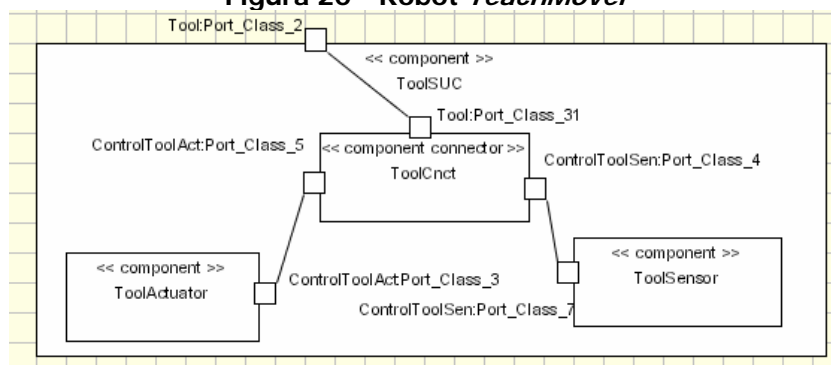 Figura 26 - Robot TeachMover
Tool:Port_Class_2
<< component >>
ToolSUC
Tool:Port_Class_31
ControlToolAct:Port_Class_5
<< component connector >>
ToolCnct
ControlToolSen:Port_Class_4
<< component >>
ToolActuator
<< component >>
ToolSensor
ControlToolActPort_Class_3
ControlToolSen:Port_Class_7